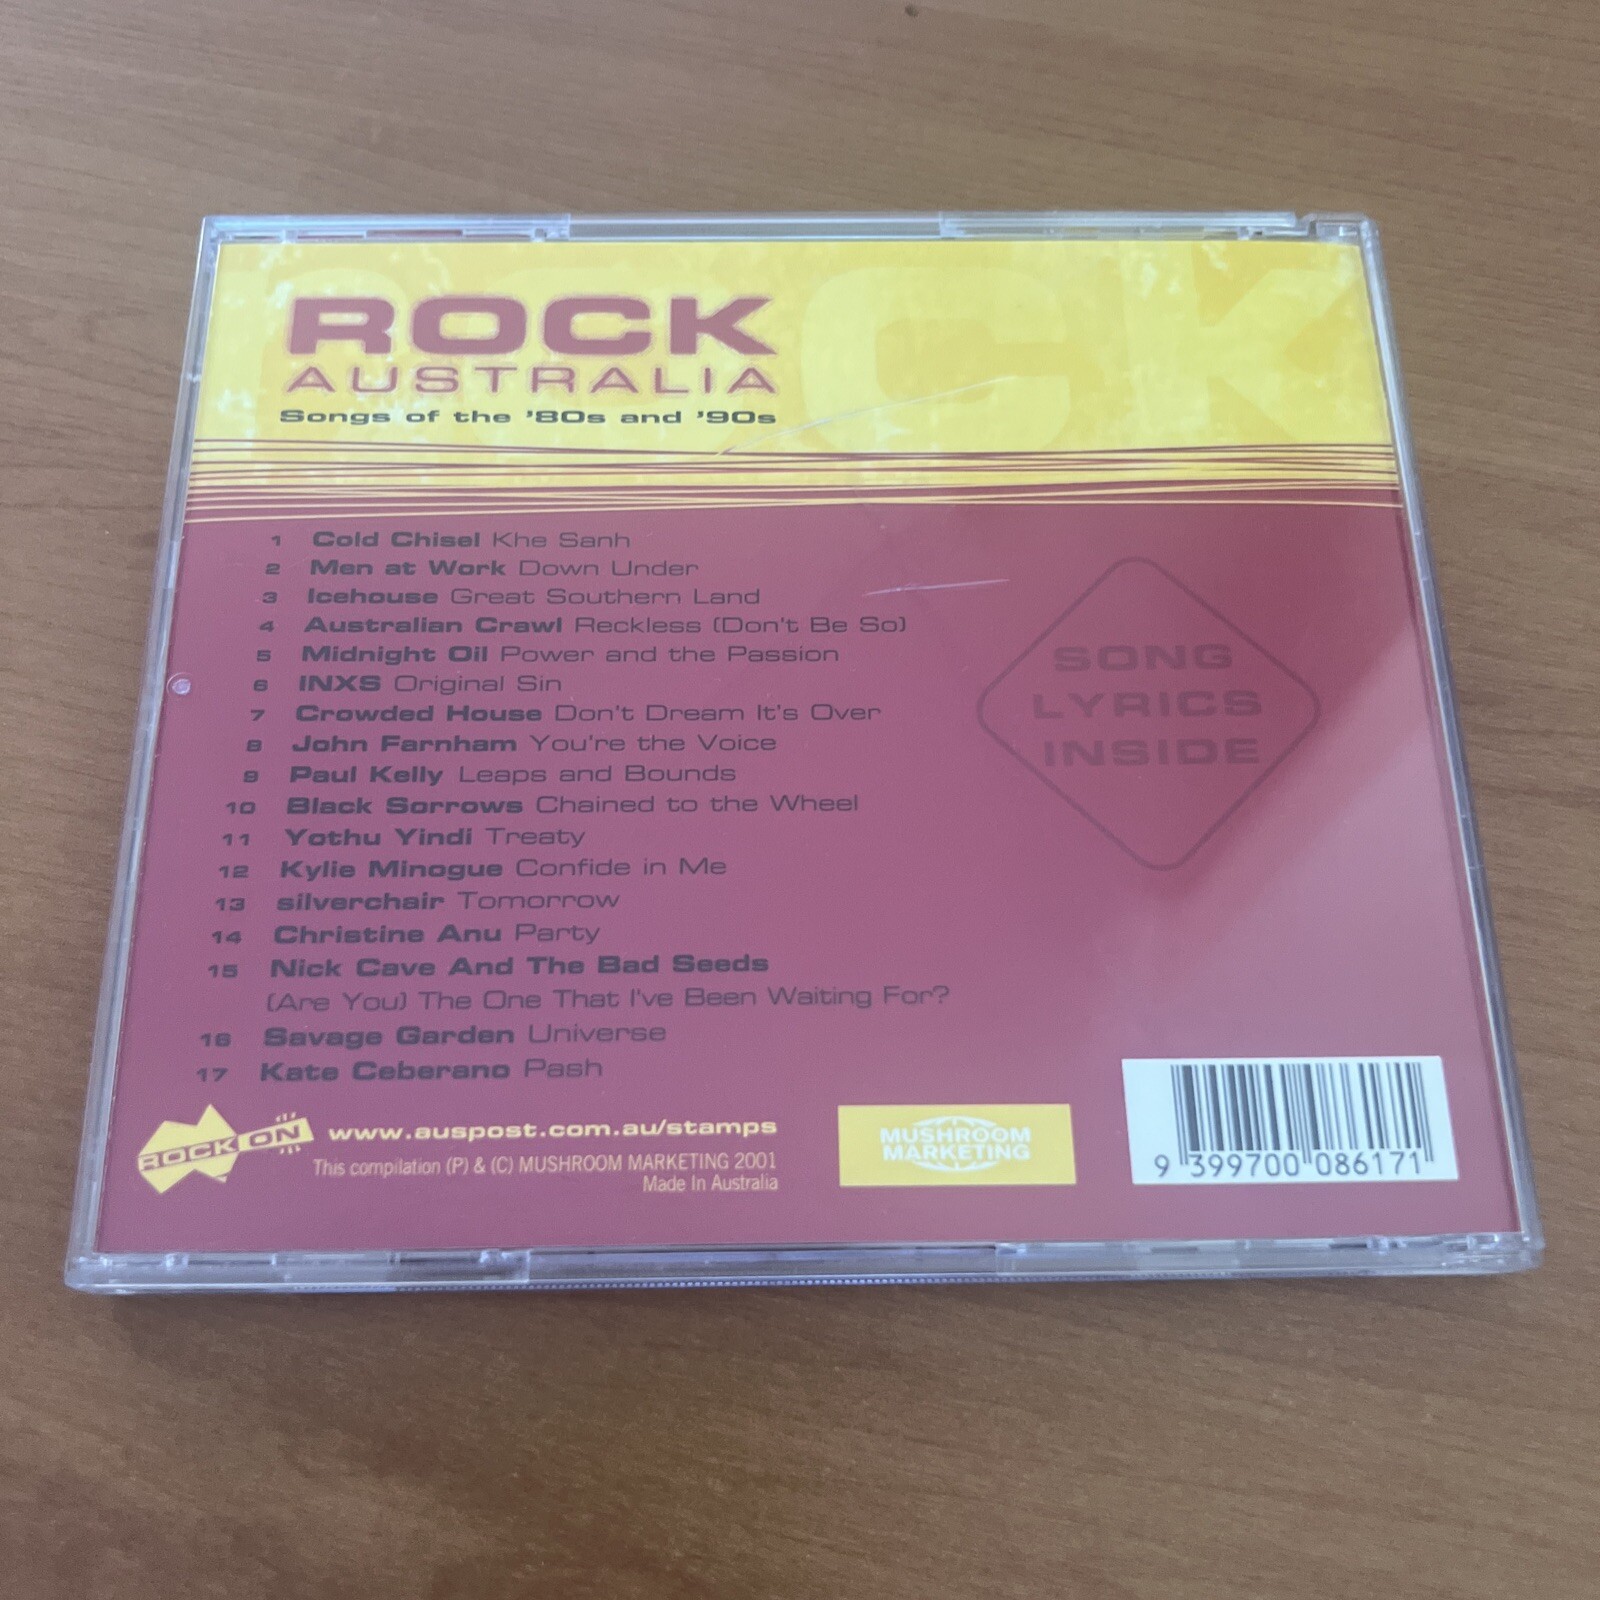 ROCK
AUSTRALIA
Songs of the '80s and '90s
1 Cold Chisel Khe Sanh
2 Men at Work Down Under
3 Icehouse Great Southern Land
4 Australian Crawl Reckless (Don't Be So)
5 Midnight Oil Power and the Passion
6 INXS Original Sin
7 Crowded House Don't Dream It's Over
8 John Farnham You're the Voice
9 Paul Kelly Leaps and Bounds
10 Black Sorrows Chained to the Wheel
11 Yothu Yindi Treaty
12 Kylie Minogue Confide in Me
13 silverchair Tomorrow
14 Christine Anu Party
15 Nick Cave And The Bad Seeds
(Are You) The One That I've Been Waiting For?
16 Savage Garden Universe
17 Kate Ceberano Pash
SONG
LYRICS
INSIDE
ROCK ON
www.auspost.com.au/stamps
This compilation (P) & (C) MUSHROOM MARKETING 2001
Made In Australia
MUSHROOM
MARKETING
9 399700 086171